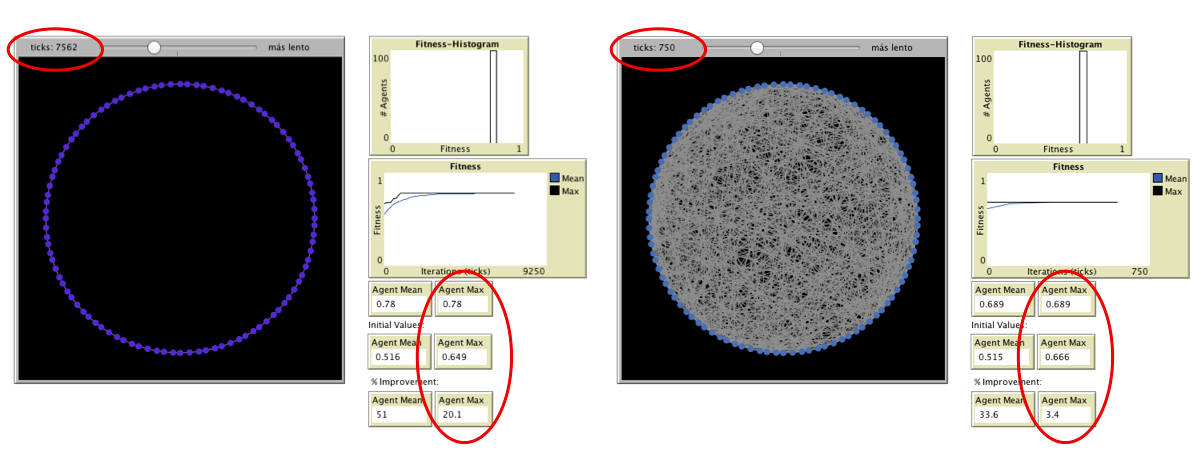 ticks: 7562
más lento
Fitness-Histogram
100
# Agents
0
0
Fitness
1
Fitness
1
Fitness
0
0
Iterations (ticks)
9250
Mean
Max
Agent Mean
0.78
Agent Max
0.78
Initial Values:
Agent Mean
0.516
Agent Max
0.649
% Improvement:
Agent Mean
51
Agent Max
20.1
ticks: 750
más lento
Fitness-Histogram
100
# Agents
0
0
Fitness
1
Fitness
1
Fitness
0
0
Iterations (ticks)
750
Mean
Max
Agent Mean
0.689
Agent Max
0.689
Initial Values:
Agent Mean
0.515
Agent Max
0.666
% Improvement:
Agent Mean
33.6
Agent Max
3.4